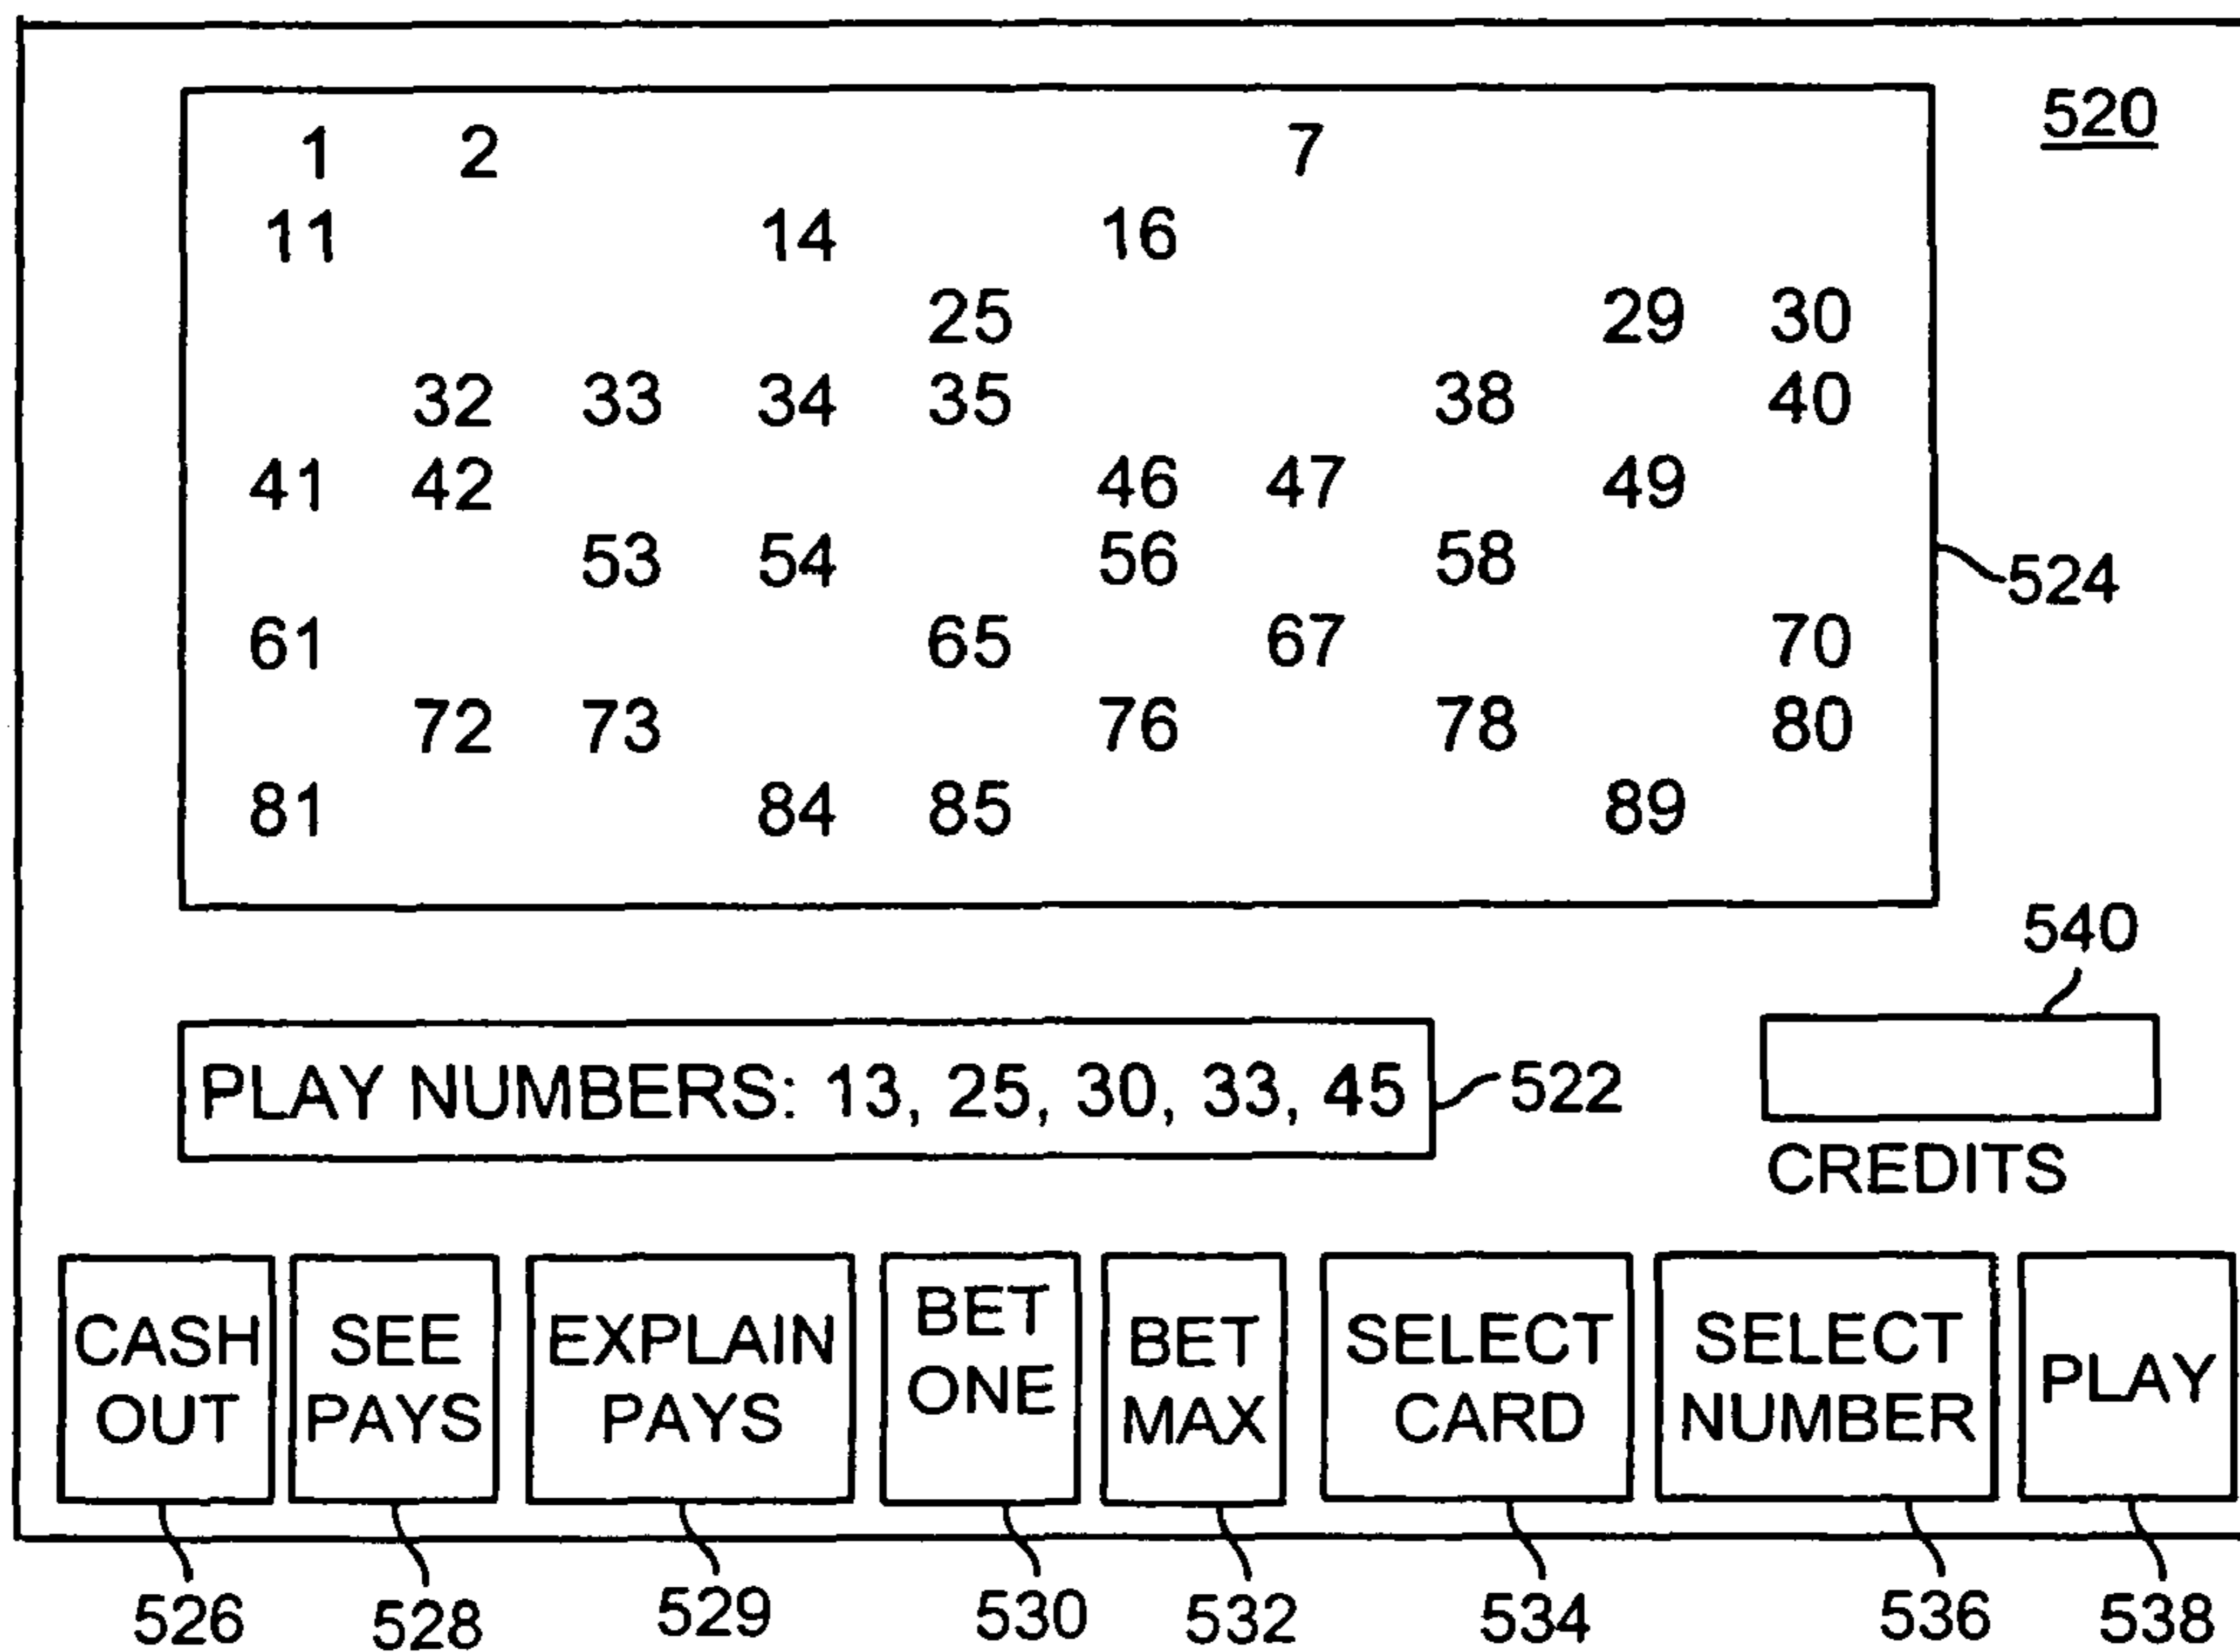 520
1 2 7
11 14 16
25 29 30
32 33 34 35 38 40
41 42 46 47 49
53 54 56 58
524
61 65 67 70
72 73 76 78 80
81 84 85 89
540
PLAY NUMBERS: 13, 25, 30, 33, 45
522
CREDITS
CASH
OUT
SEE
PAYS
EXPLAIN
PAYS
BET
ONE
BET
MAX
SELECT
CARD
SELECT
NUMBER
PLAY
526 528 529 530 532 534 536 538